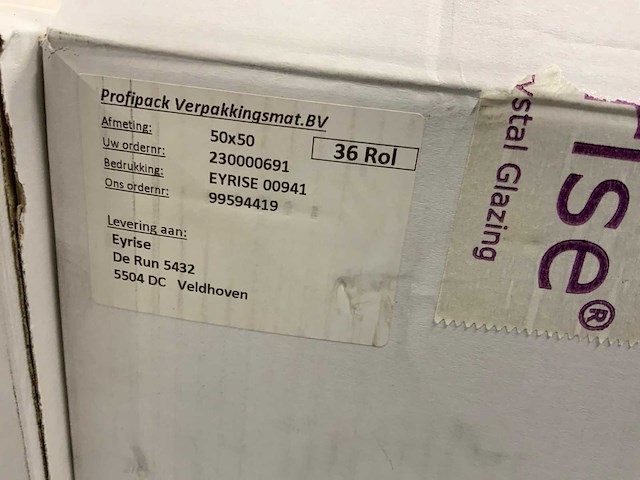 Profipack Verpakkingsmat.BV
Afmeting: 50x50
36 Rol
Uw ordernr: 230000691
Bedrukking: EYRISE 00941
Ons ordernr: 99594419
Levering aan:
Eyrise
De Run 5432
5504 DC Veldhoven
rise®
ystal Glazing